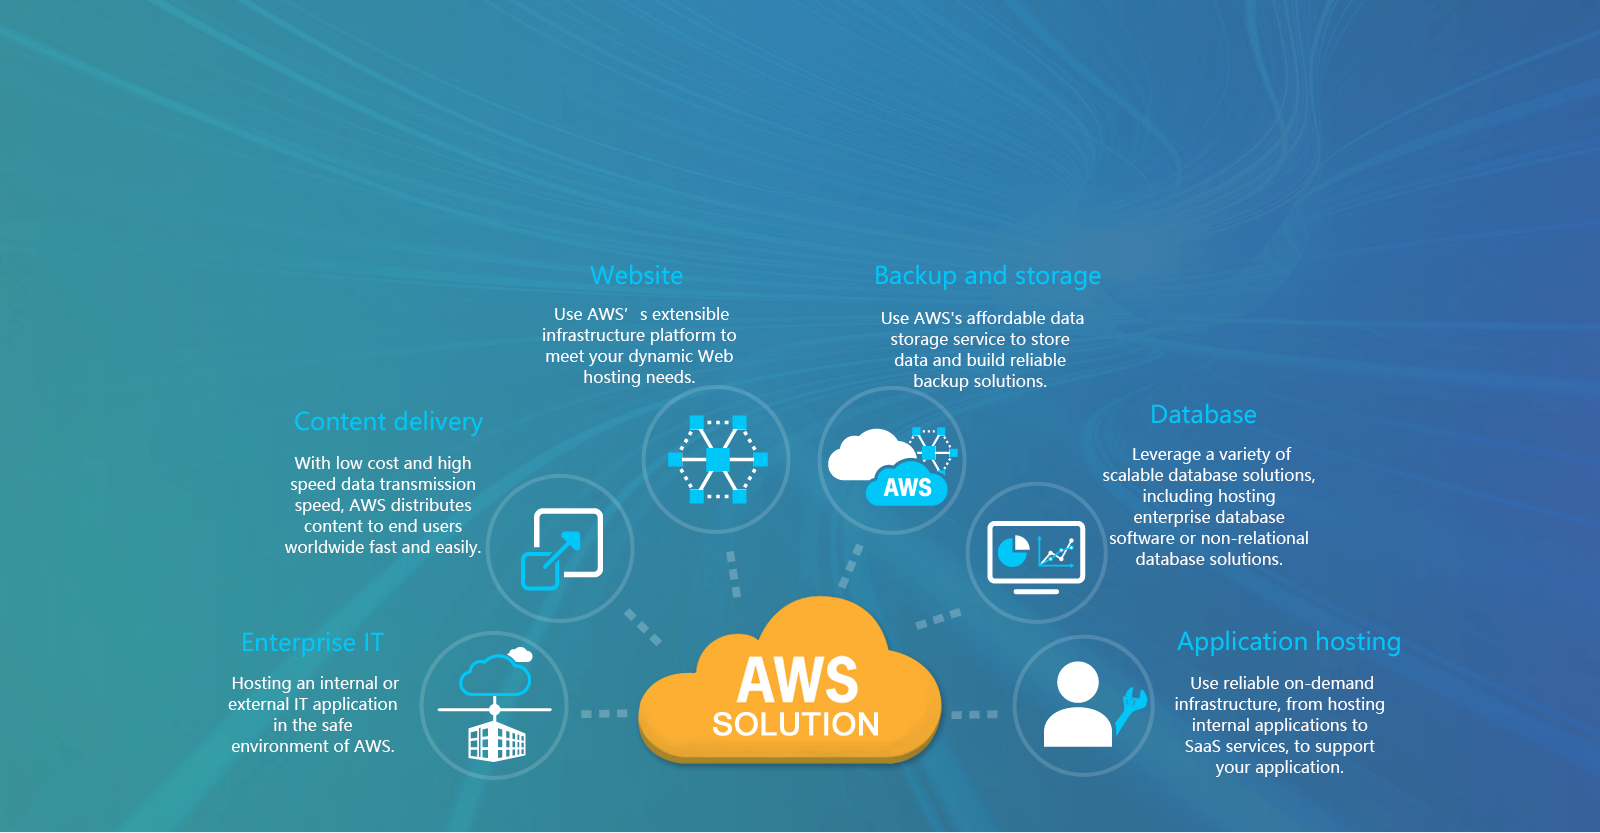 Website
Use AWS’s extensible
infrastructure platform to
meet your dynamic Web
hosting needs.
Backup and storage
Use AWS's affordable data
storage service to store
data and build reliable
backup solutions.
Content delivery
With low cost and high
speed data transmission
speed, AWS distributes
content to end users
worldwide fast and easily.
AWS
Database
Leverage a variety of
scalable database solutions,
including hosting
enterprise database
software or non-relational
database solutions.
Enterprise IT
Hosting an internal or
external IT application
in the safe
environment of AWS.
AWS
SOLUTION
Application hosting
Use reliable on-demand
infrastructure, from hosting
internal applications to
SaaS services, to support
your application.